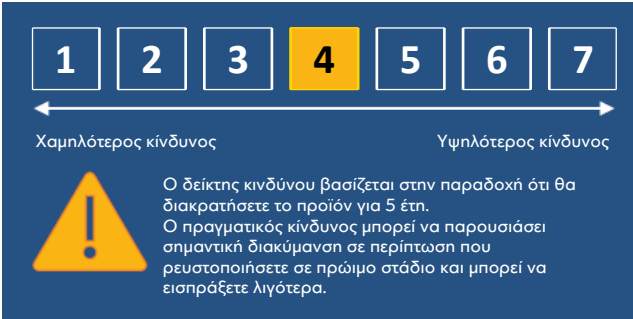 1 2 3 4 5 6 7
Χαμηλότερος κίνδυνος Υψηλότερος κίνδυνος
Ο δείκτης κινδύνου βασίζεται στην παραδοχή ότι θα
διακρατήσετε το προϊόν για 5 έτη.
Ο πραγματικός κίνδυνος μπορεί να παρουσιάσει
σημαντική διακύμανση σε περίπτωση που
ρευστοποιήσετε σε πρώιμο στάδιο και μπορεί να
εισπράξετε λιγότερα.